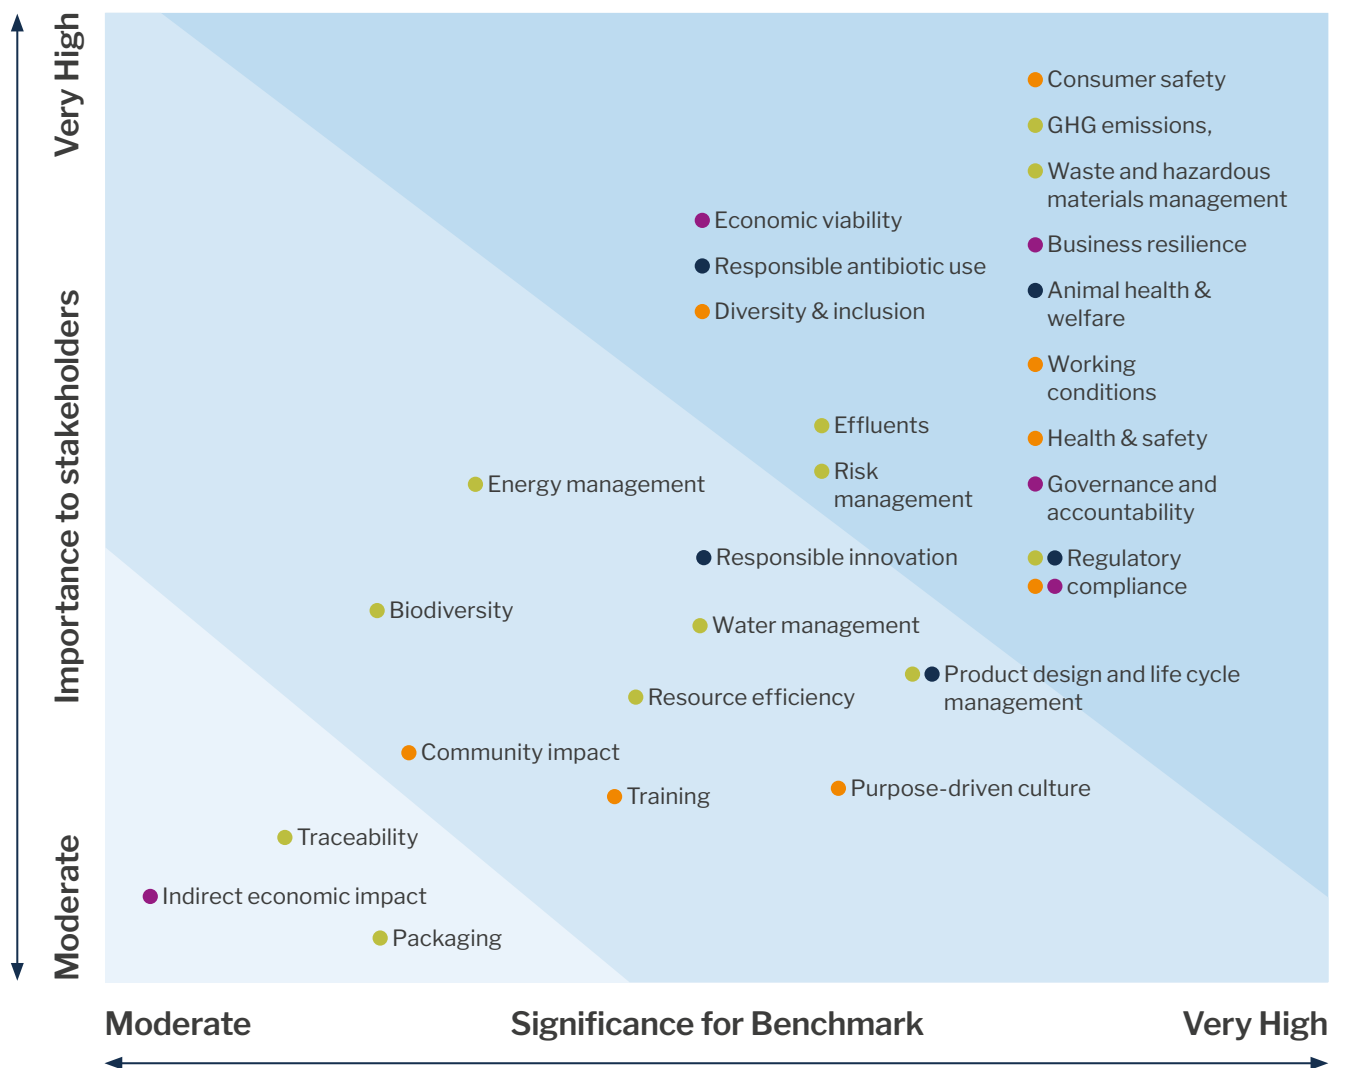 Very High
Importance to stakeholders
Moderate
Consumer safety
GHG emissions,
Waste and hazardous
materials management
Economic viability
Business resilience
Responsible antibiotic use
Animal health &
welfare
Diversity & inclusion
Working
conditions
Effluents
Health & safety
Risk
management
Energy management
Governance and
accountability
Responsible innovation
Regulatory
compliance
Biodiversity
Water management
Product design and life cycle
management
Resource efficiency
Community impact
Purpose-driven culture
Training
Traceability
Indirect economic impact
Packaging
Moderate
Significance for Benchmark
Very High